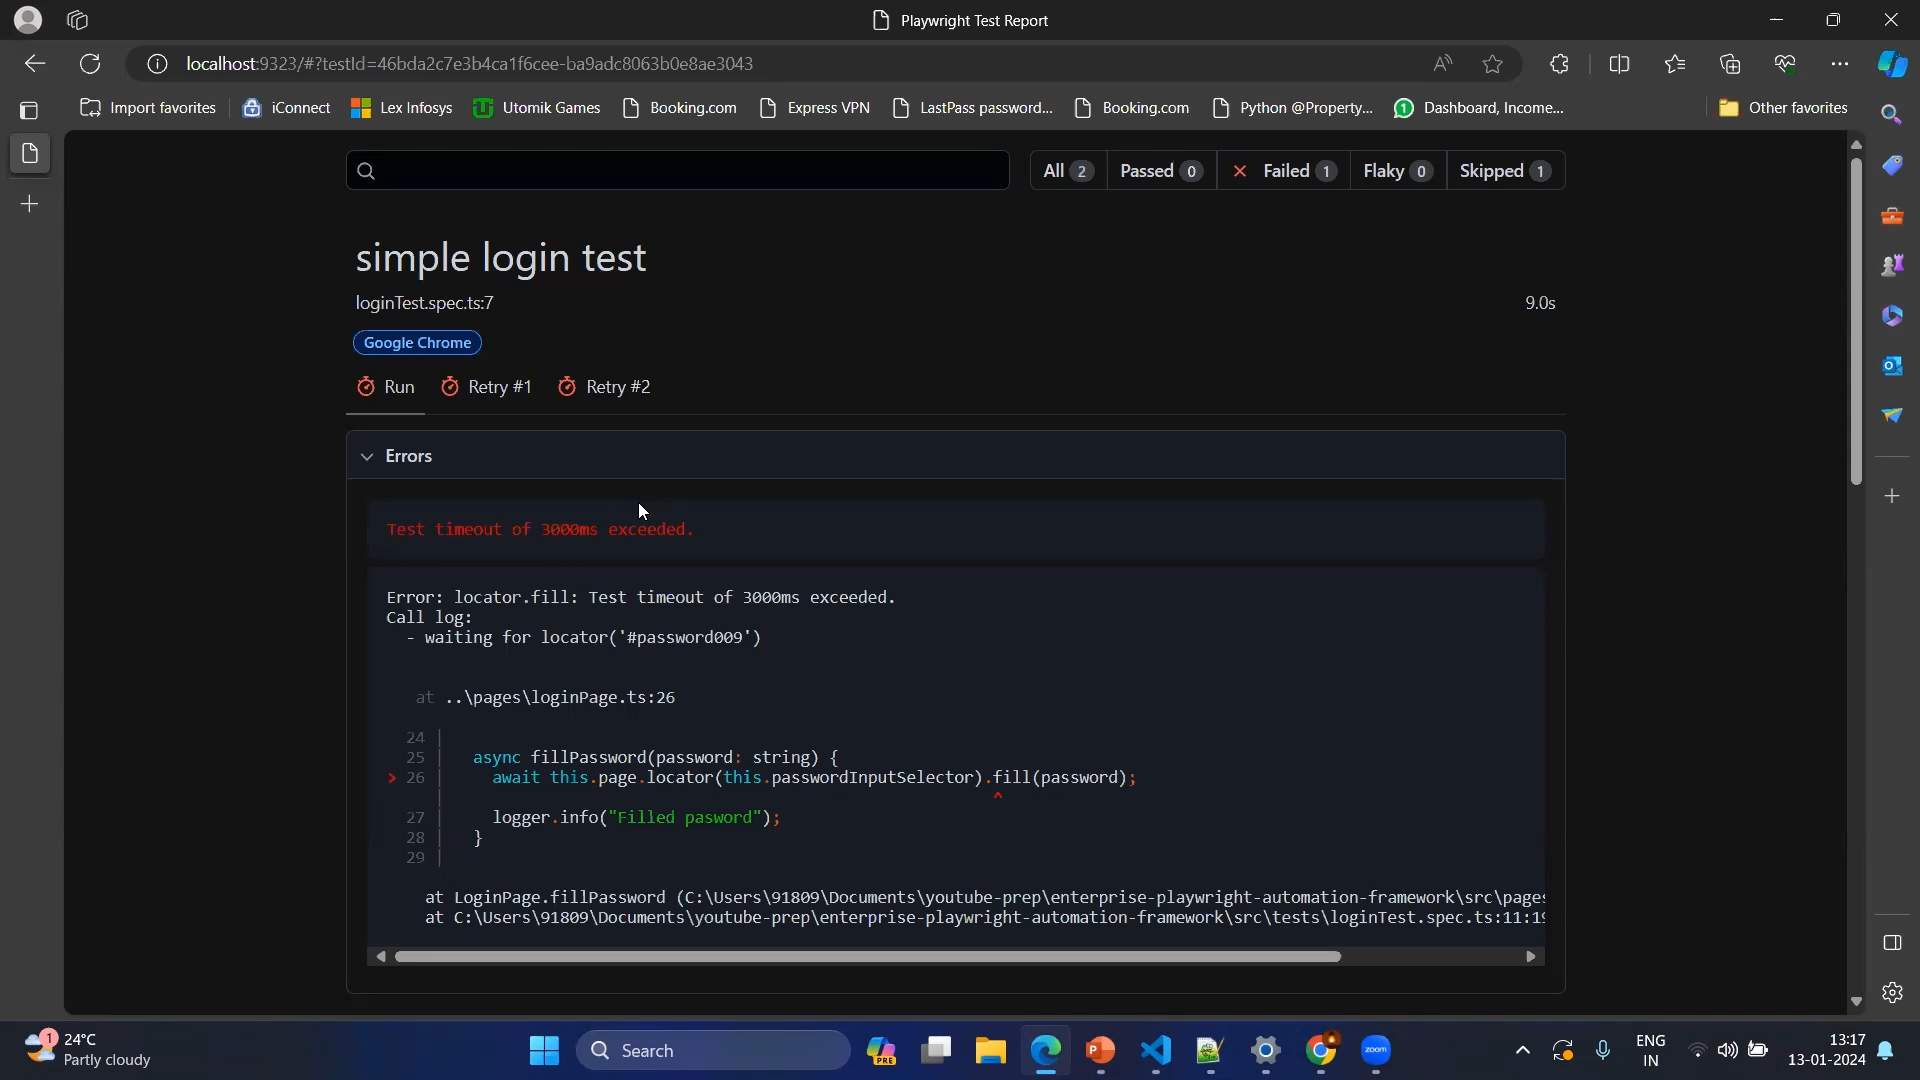 Playwright Test Report
localhost:9323/#?testId=46bda2c7e3b4ca1f6cee-ba9adc8063b0e8ae3043
Import favorites iConnect Lex Infosys Utomik Games Booking.com Express VPN LastPass password... Booking.com Python @Property... Dashboard, Income... Other favorites
All 2 Passed 0 Failed 1 Flaky 0 Skipped 1
simple login test
loginTest.spec.ts:7 9.0s
Google Chrome
Run Retry #1 Retry #2
Errors
Test timeout of 3000ms exceeded.
Error: locator.fill: Test timeout of 3000ms exceeded.
Call log:
- waiting for locator('#password009')
at ..\pages\loginPage.ts:26
24 |
25 | async fillPassword(password: string) {
> 26 | await this.page.locator(this.passwordInputSelector).fill(password);
| ^
27 | logger.info("Filled pasword");
28 | }
29 |
at LoginPage.fillPassword (C:\Users\91809\Documents\youtube-prep\enterprise-playwright-automation-framework\src\pages
at C:\Users\91809\Documents\youtube-prep\enterprise-playwright-automation-framework\src\tests\loginTest.spec.ts:11:19
1 24°C
Partly cloudy
Search
PRE
zoom
ENG
IN
13:17
13-01-2024